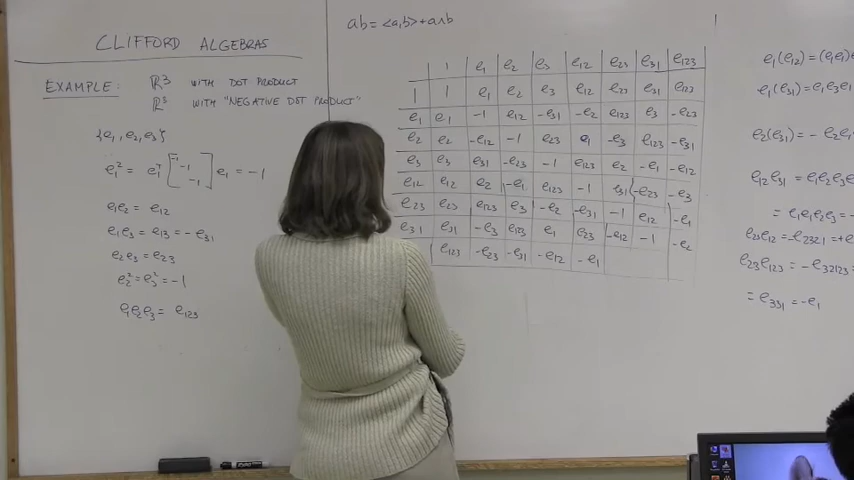 CLIFFORD ALGEBRAS
EXAMPLE: ℝ³ WITH DOT PRODUCT
ℝ³ WITH "NEGATIVE DOT PRODUCT"
{e₁, e₂, e₃}
e₁² = e₁ᵀ [-1 -1 -1] e₁ = -1
e₁e₂ = e₁₂
e₁e₃ = e₁₃ = -e₃₁
e₂e₃ = e₂₃
e₂² = e₃² = -1
e₁e₂e₃ = e₁₂₃
ab = <a,b> + a∧b
1 e₁ e₂ e₃ e₁₂ e₂₃ e₃₁ e₁₂₃
1 1 e₁ e₂ e₃ e₁₂ e₂₃ e₃₁ e₁₂₃
e₁ e₁ -1 e₁₂ -e₃₁ -e₂ e₁₂₃ e₃ -e₂₃
e₂ e₂ -e₁₂ -1 e₂₃ e₁ -e₃ e₁₂₃ -e₃₁
e₃ e₃ e₃₁ -e₂₃ -1 e₁₂₃ e₂ -e₁ -e₁₂
e₁₂ e₁₂ e₂ -e₁ e₁₂₃ -1 e₃₁ -e₂₃ -e₃
e₂₃ e₂₃ e₁₂₃ e₃ -e₂ -e₃₁ -1 e₁₂ -e₁
e₃₁ e₃₁ -e₃ e₁₂₃ e₁ e₂₃ -e₁₂ -1 -e₂
e₁₂₃ -e₂₃ -e₃₁ -e₁₂ -e₁
e₁(e₁₂) = (e₁e₁)e
e₁(e₃₁) = e₁e₃e₁
e₂(e₃₁) = - e₂e
e₁₂e₃₁ = e₁e₂e₃
= e₁e₁e₂e₃ =
e₂₃e₁₂ = -e₂₃₂₁ = +e
e₂₃e₁₂₃ = -e₃₂₁₂₃
= e₃₃₁ = -e₁